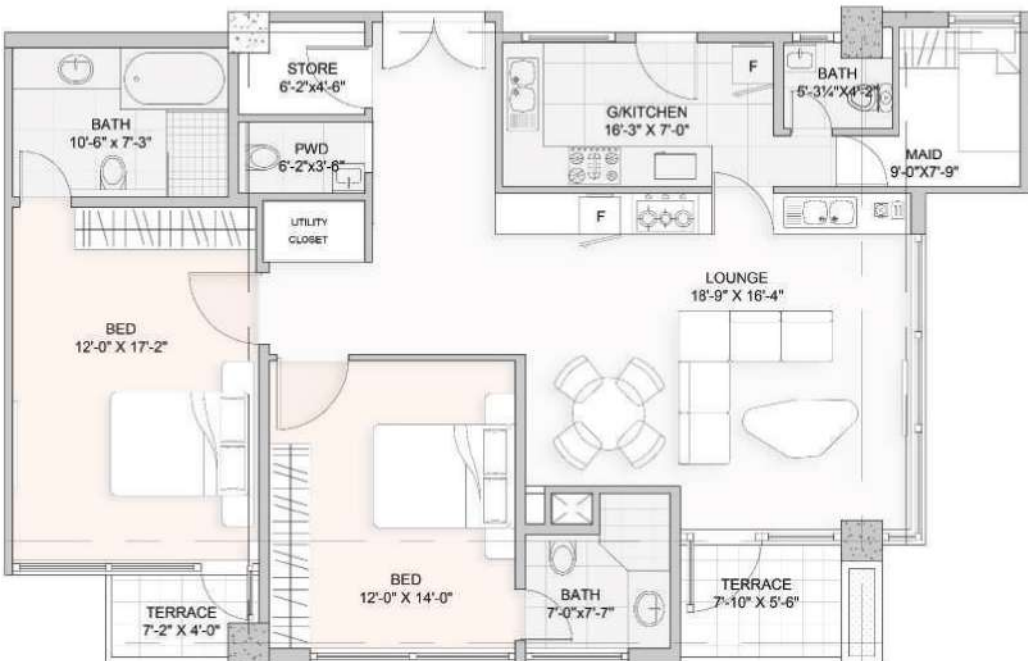 STORE
6'-2"x4'-6"
F
BATH
5'-3¼"X4'-2"
G/KITCHEN
16'-3" X 7'-0"
BATH
10'-6" x 7'-3"
PWD
6'-2"x3'-6"
MAID
9'-0"X7'-9"
UTILITY
CLOSET
F
LOUNGE
18'-9" X 16'-4"
BED
12'-0" X 17'-2"
BED
12'-0" X 14'-0"
BATH
7'-0"x7'-7"
TERRACE
7'-10" X 5'-6"
TERRACE
7'-2" X 4'-0"